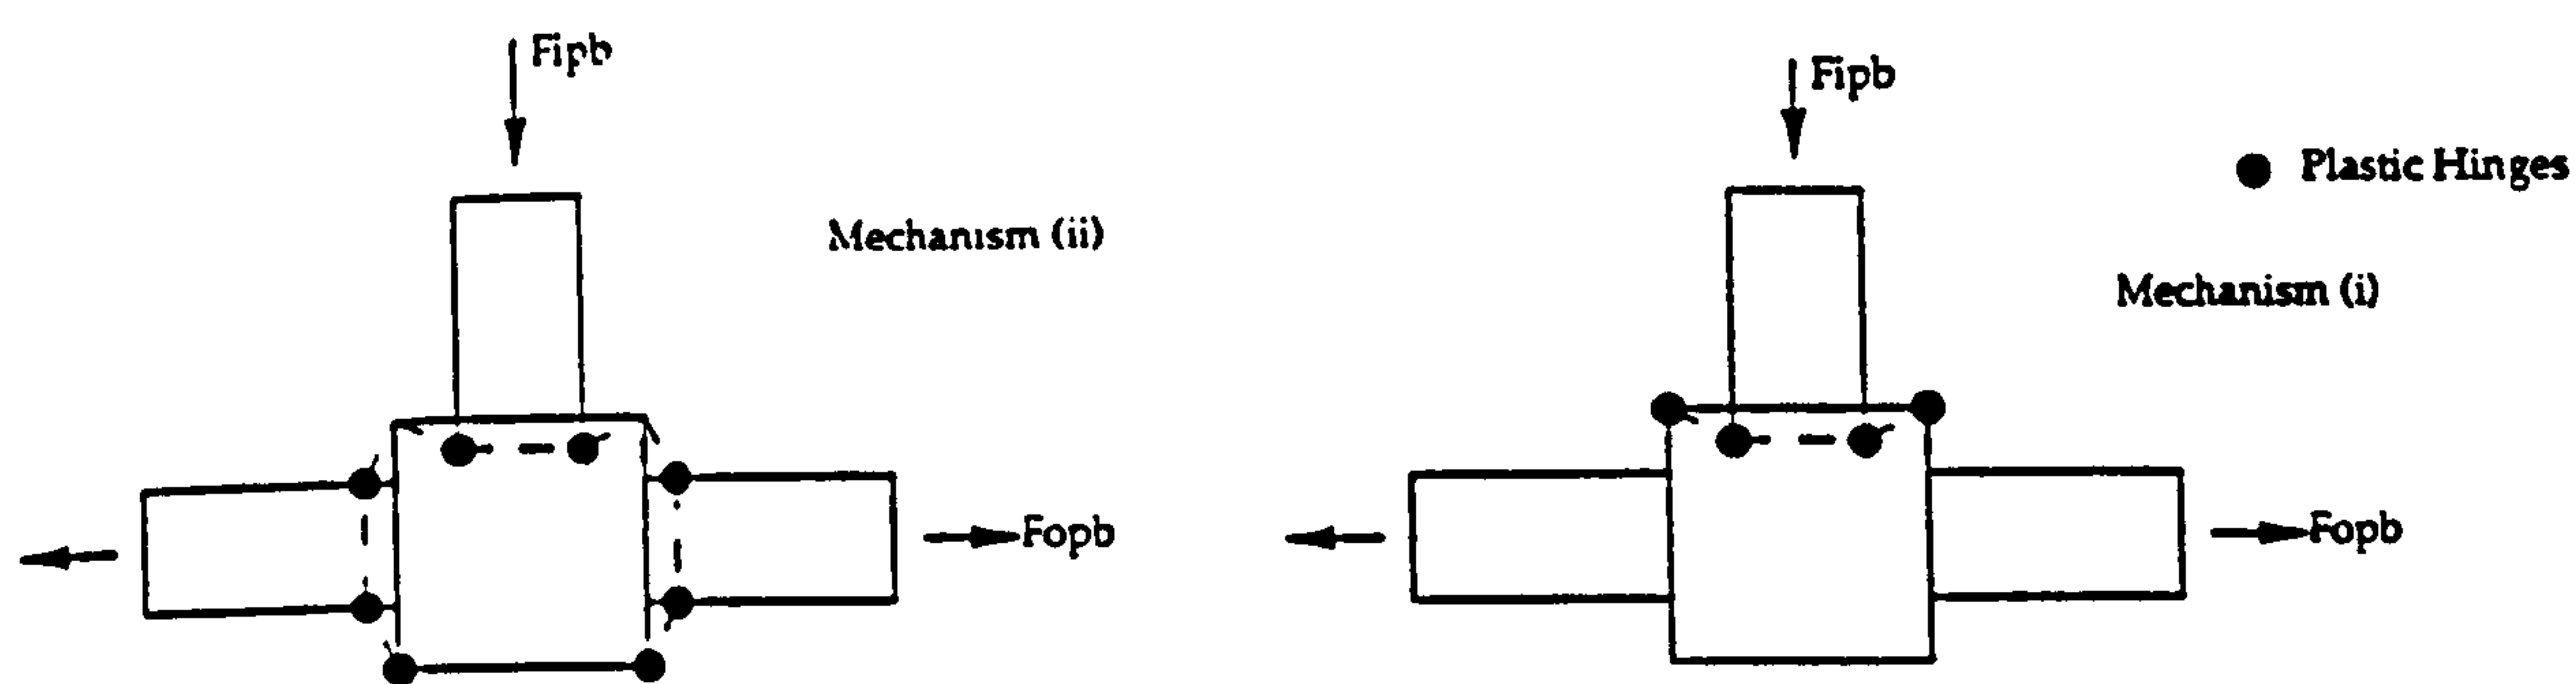 Fipb
Mechanism (ii)
Fopb
Fipb
Plastic Hinges
Mechanism (i)
Fopb